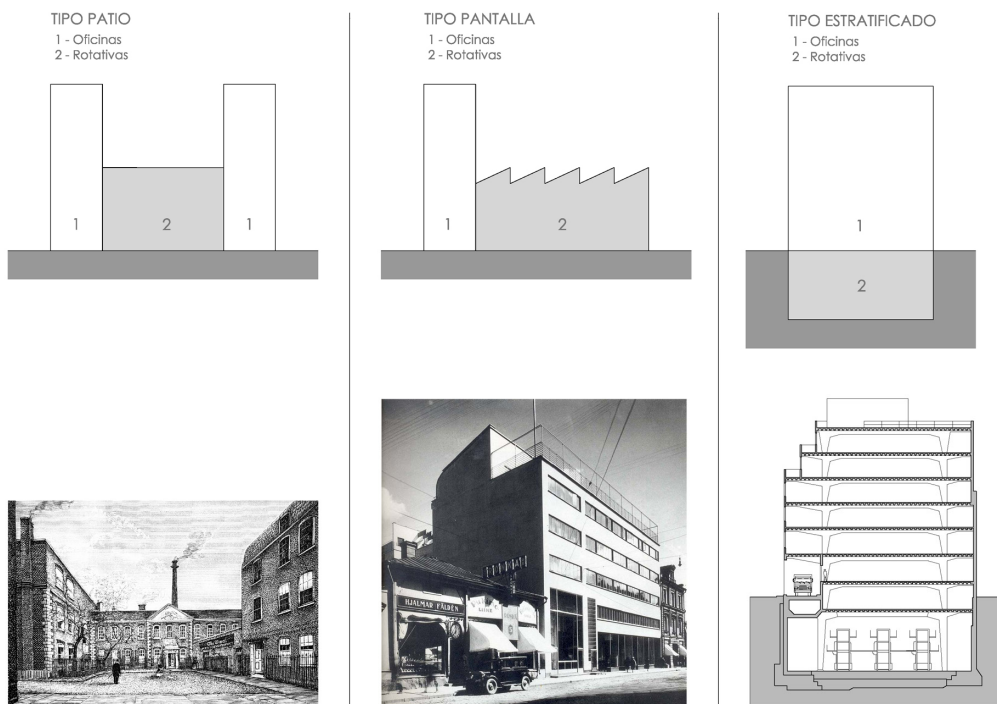 TIPO PATIO
1 - Oficinas
2 - Rotativas
1
2
1
TIPO PANTALLA
1 - Oficinas
2 - Rotativas
1
2
TIPO ESTRATIFICADO
1 - Oficinas
2 - Rotativas
1
2
HJALMAR FÄLDÉN